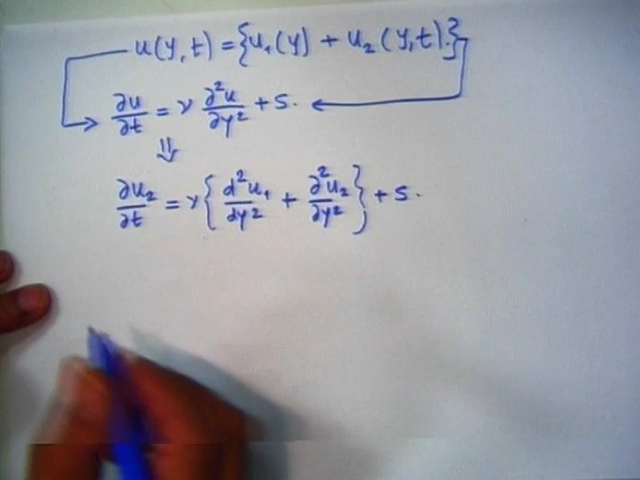 u(y,t) = {u₁(y) + u₂(y,t).}
∂u/∂t = ν ∂²u/∂y² + S.
⇓
∂u₂/∂t = ν { d²u₁/dy² + ∂²u₂/∂y² } + S.